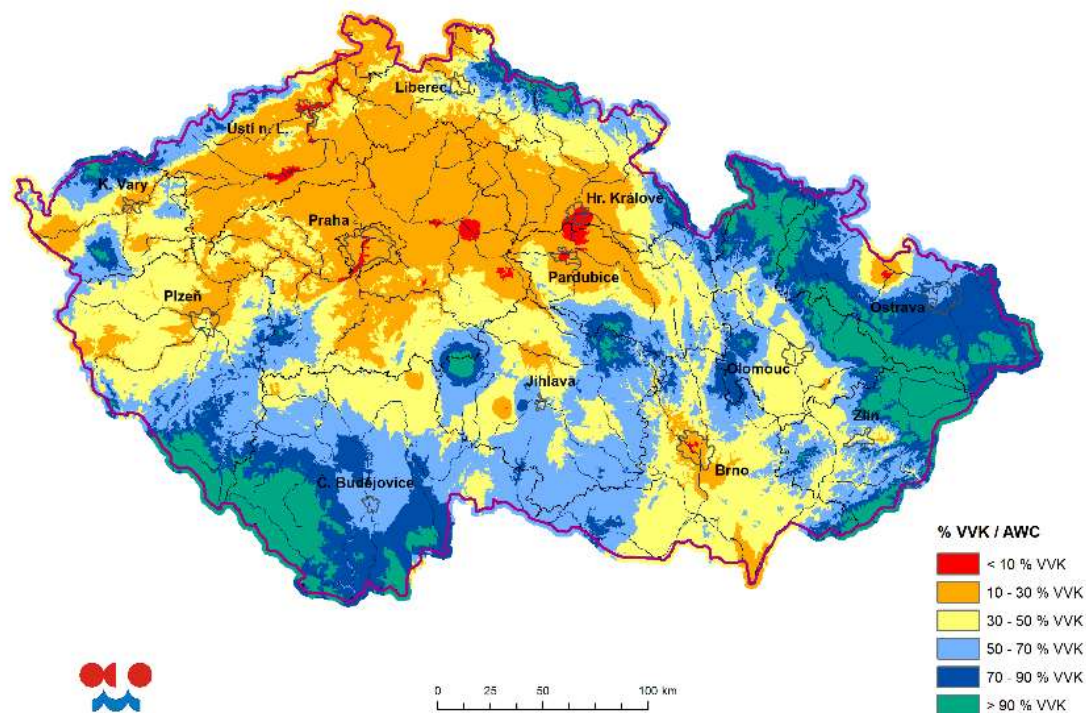 Liberec
Ústí n. L.
K. Vary
Hr. Králové
Praha
Pardubice
Plzeň
Ostrava
Olomouc
Jihlava
Zlín
Brno
Č. Budějovice
% VVK / AWC
< 10 % VVK
10 - 30 % VVK
30 - 50 % VVK
50 - 70 % VVK
70 - 90 % VVK
> 90 % VVK
0 25 50 100 km